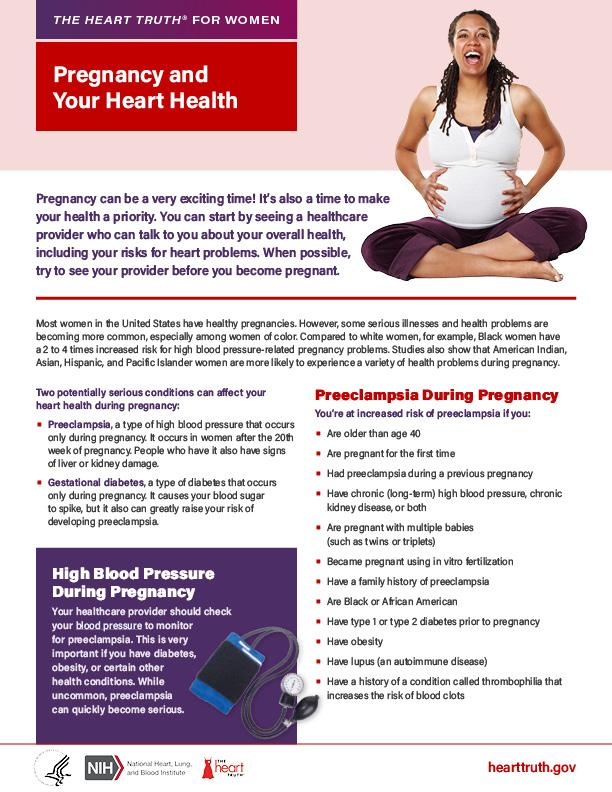 THE HEART TRUTH® FOR WOMEN
Pregnancy and
Your Heart Health
Pregnancy can be a very exciting time! It's also a time to make
your health a priority. You can start by seeing a healthcare
provider who can talk to you about your overall health,
including your risks for heart problems. When possible,
try to see your provider before you become pregnant.
Most women in the United States have healthy pregnancies. However, some serious illnesses and health problems are
becoming more common, especially among women of color. Compared to white women, for example, Black women have
a 2 to 4 times increased risk for high blood pressure-related pregnancy problems. Studies also show that American Indian,
Asian, Hispanic, and Pacific Islander women are more likely to experience a variety of health problems during pregnancy.
Two potentially serious conditions can affect your
heart health during pregnancy:
▪ Preeclampsia, a type of high blood pressure that occurs
only during pregnancy. It occurs in women after the 20th
week of pregnancy. People who have it also have signs
of liver or kidney damage.
▪ Gestational diabetes, a type of diabetes that occurs
only during pregnancy. It causes your blood sugar
to spike, but it also can greatly raise your risk of
developing preeclampsia.
High Blood Pressure
During Pregnancy
Your healthcare provider should check
your blood pressure to monitor
for preeclampsia. This is very
important if you have diabetes,
obesity, or certain other
health conditions. While
uncommon, preeclampsia
can quickly become serious.
Preeclampsia During Pregnancy
You're at increased risk of preeclampsia if you:
▪ Are older than age 40
▪ Are pregnant for the first time
▪ Had preeclampsia during a previous pregnancy
▪ Have chronic (long-term) high blood pressure, chronic
kidney disease, or both
▪ Are pregnant with multiple babies
(such as twins or triplets)
▪ Became pregnant using in vitro fertilization
▪ Have a family history of preeclampsia
▪ Are Black or African American
▪ Have type 1 or type 2 diabetes prior to pregnancy
▪ Have obesity
▪ Have lupus (an autoimmune disease)
▪ Have a history of a condition called thrombophilia that
increases the risk of blood clots
NIH
National Heart, Lung,
and Blood Institute
THE
heart
truth
hearttruth.gov